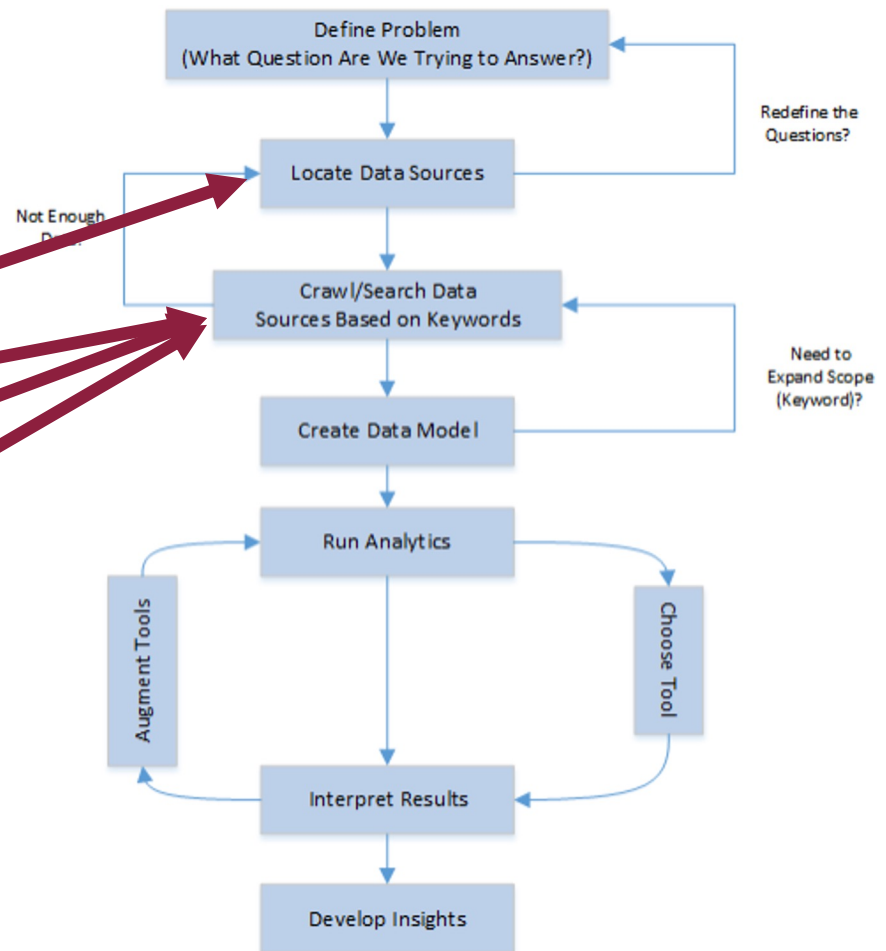 Define Problem
(What Question Are We Trying to Answer?)
Redefine the
Questions?
Locate Data Sources
Not Enough
Crawl/Search Data
Sources Based on Keywords
Need to
Expand Scope
(Keyword)?
Create Data Model
Run Analytics
Augment Tools
Choose Tool
Interpret Results
Develop Insights